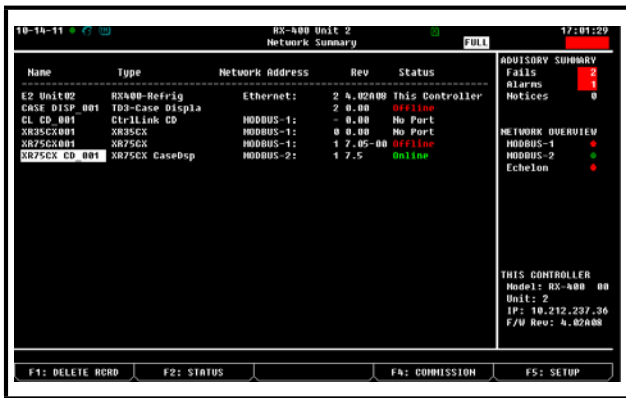 10-14-11 RX-400 Unit 2 17:01:29
Network Summary FULL
Name Type Network Address Rev Status
E2 Unit02 RX400-Refrig Ethernet: 2 4.02A08 This Controller
CASE DISP_001 TD3-Case Displa 2 0.00 Offline
CL CD_001 CtrlLink CD MODBUS-1: - 0.00 No Port
XR35CX001 XR35CX MODBUS-1: 0 0.00 No Port
XR75CX001 XR75CX MODBUS-1: 1 7.05-00 Offline
XR75CX CD_001 XR75CX CaseDsp MODBUS-2: 1 7.5 Online
ADVISORY SUMMARY
Fails 2
Alarms 1
Notices 0
NETWORK OVERVIEW
MODBUS-1
MODBUS-2
Echelon
THIS CONTROLLER
Model: RX-400 00
Unit: 2
IP: 10.212.237.36
F/W Rev: 4.02A08
F1: DELETE RCRD F2: STATUS F4: COMMISSION F5: SETUP